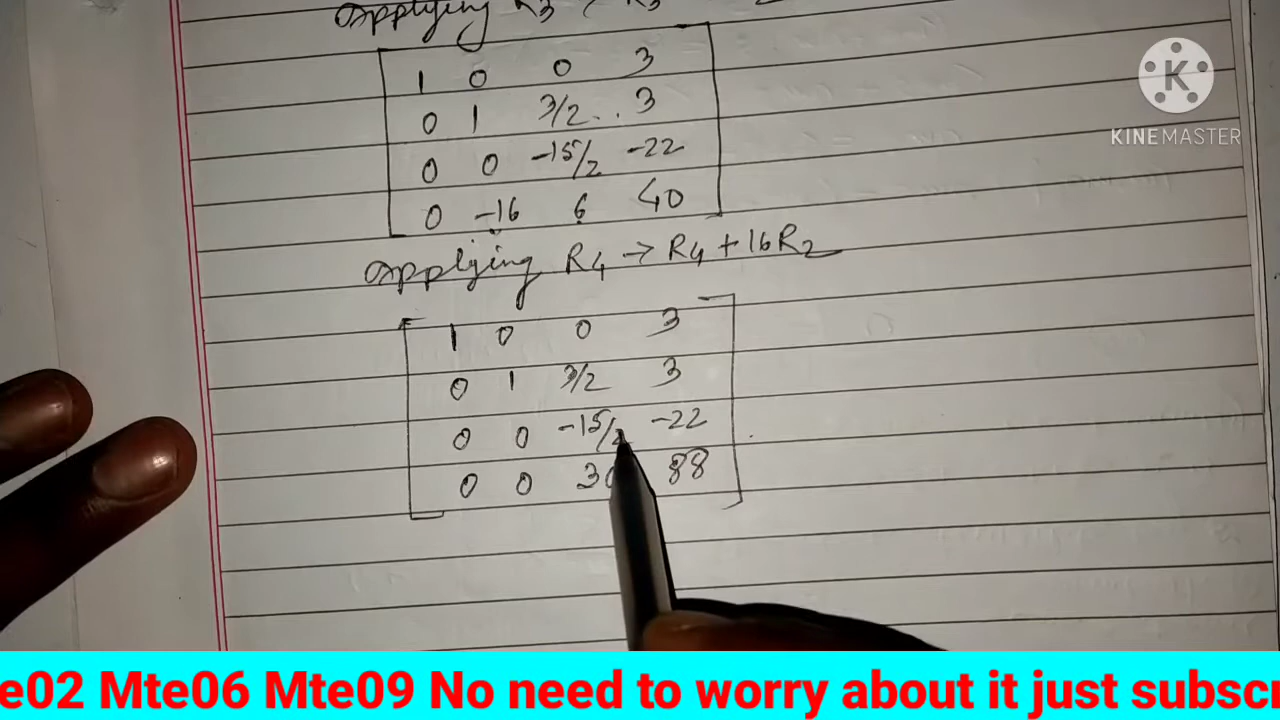 Applying R3
1 0 0 3
0 1 3/2 3
0 0 -15/2 -22
0 -16 6 40
Applying R4 → R4 + 16R2
1 0 0 3
0 1 3/2 3
0 0 -15/2 -22
0 0 30 88
K
KINEMASTER
e02 Mte06 Mte09 No need to worry about it just subscr